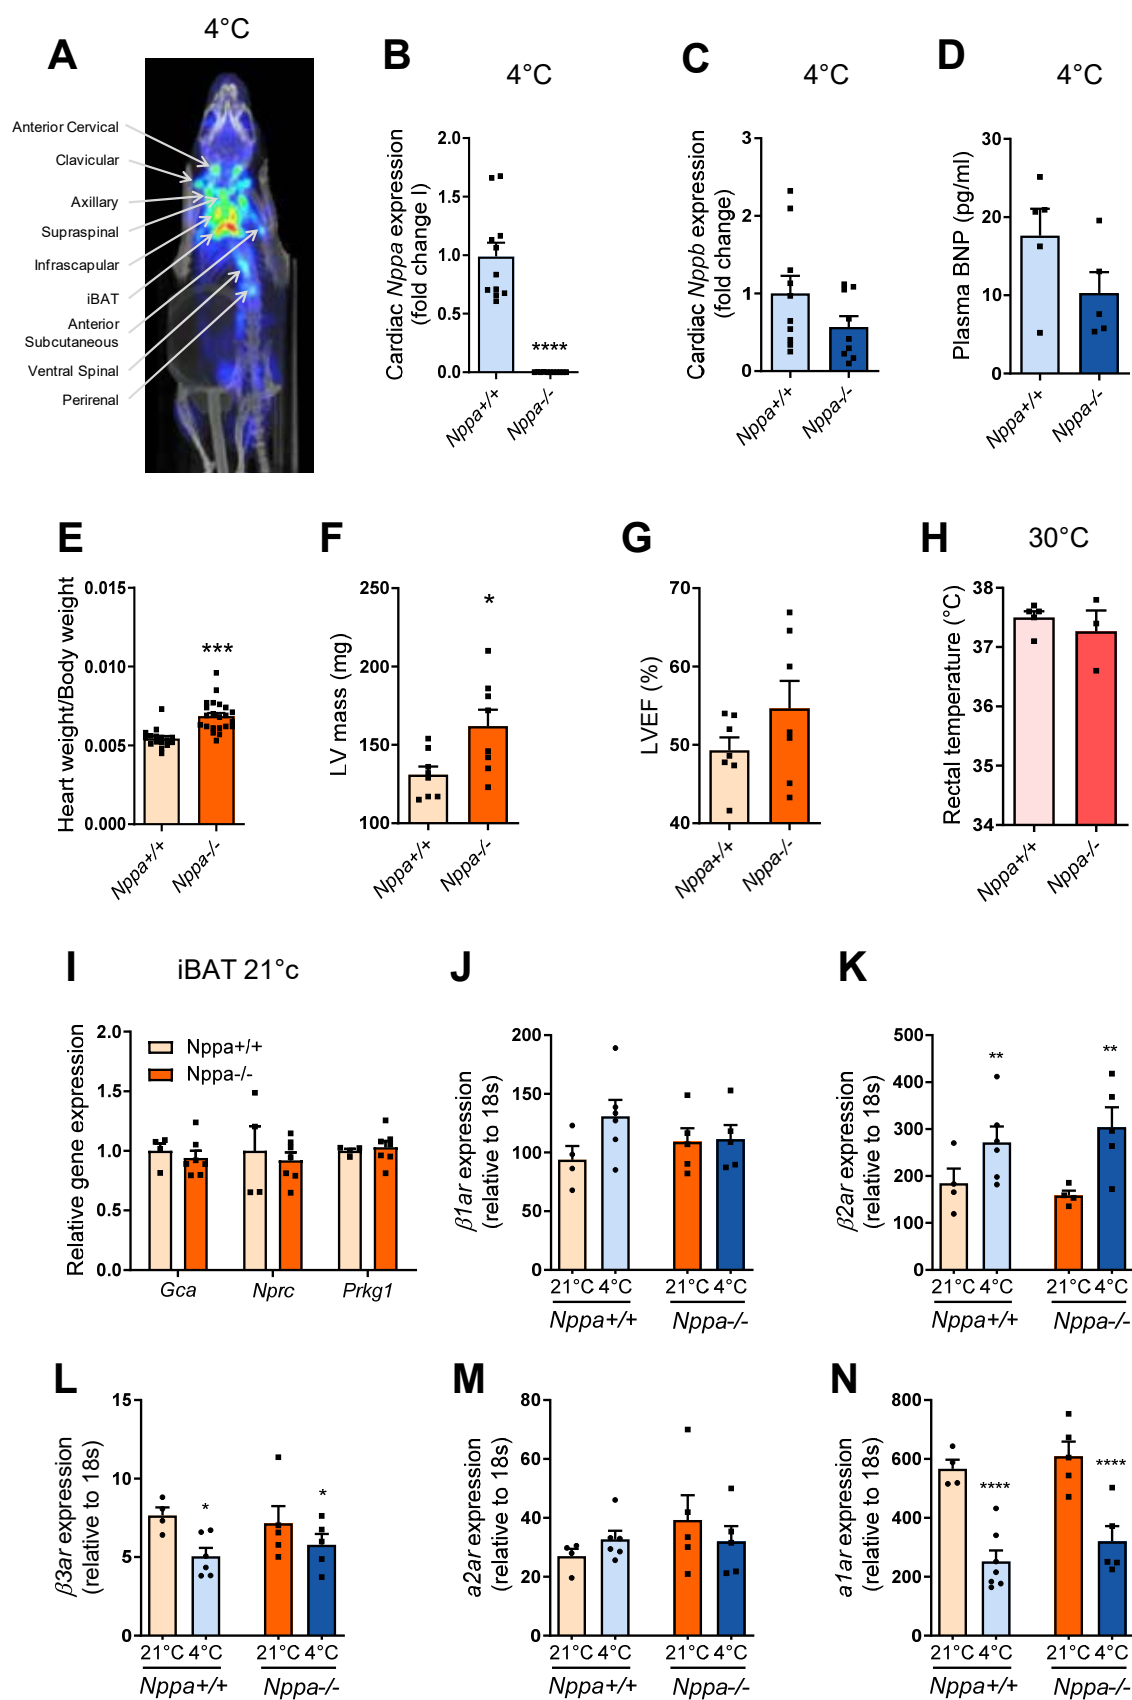 A
4°C
Anterior Cervical
Clavicular
Axillary
Supraspinal
Infrascapular
iBAT
Anterior
Subcutaneous
Ventral Spinal
Perirenal
B
4°C
Cardiac Nppa expression
(fold change l)
2.0
1.5
1.0
0.5
0.0
****
Nppa+/+
Nppa-/-
C
4°C
Cardiac Nppb expression
(fold change)
3
2
1
0
Nppa+/+
Nppa-/-
D
4°C
Plasma BNP (pg/ml)
30
20
10
0
Nppa+/+
Nppa-/-
E
Heart weight/Body weight
0.015
0.010
0.005
0.000
***
Nppa+/+
Nppa-/-
F
LV mass (mg)
250
200
150
100
*
Nppa+/+
Nppa-/-
G
LVEF (%)
70
60
50
40
Nppa+/+
Nppa-/-
H
30°C
Rectal temperature (°C)
38
37
36
35
34
Nppa+/+
Nppa-/-
I
iBAT 21°c
Relative gene expression
2.0
1.5
1.0
0.5
0.0
Nppa+/+
Nppa-/-
Gca
Nprc
Prkg1
J
β1ar expression
(relative to 18s)
200
150
100
50
0
21°C 4°C
21°C 4°C
Nppa+/+
Nppa-/-
K
β2ar expression
(relative to 18s)
500
400
300
200
100
0
**
**
21°C 4°C
21°C 4°C
Nppa+/+
Nppa-/-
L
β3ar expression
(relative to 18s)
15
10
5
0
*
*
21°C 4°C
21°C 4°C
Nppa+/+
Nppa-/-
M
a2ar expression
(relative to 18s)
80
60
40
20
0
21°C 4°C
21°C 4°C
Nppa+/+
Nppa-/-
N
a1ar expression
(relative to 18s)
800
600
400
200
0
****
****
21°C 4°C
21°C 4°C
Nppa+/+
Nppa-/-